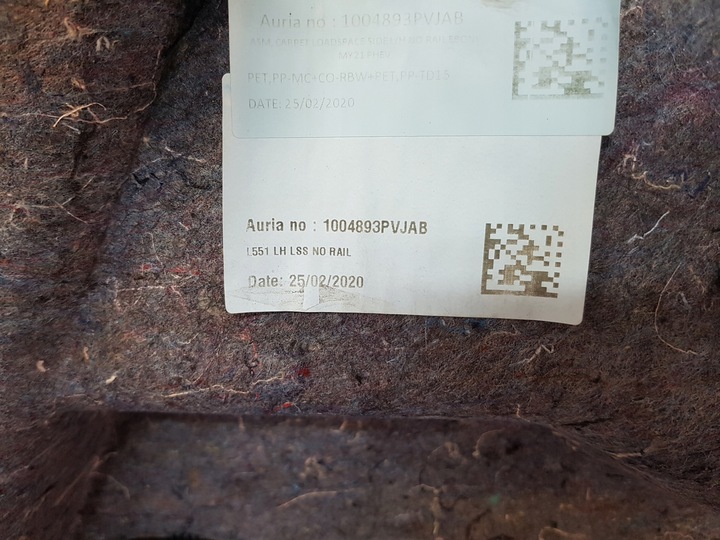 Auria no : 1004893PVJAB
PET,PP-MC+CO-RBW+PET,PP-TD15
DATE: 25/02/2020
Auria no : 1004893PVJAB
L551 LH LSS NO RAIL
Date: 25/02/2020